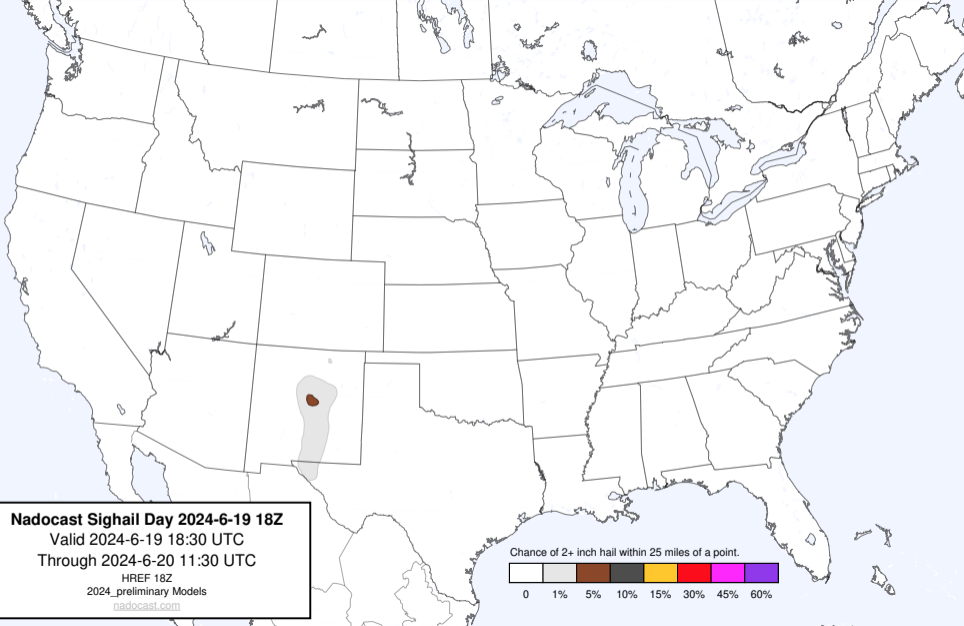 Nadocast Sighail Day 2024-6-19 18Z
Valid 2024-6-19 18:30 UTC
Through 2024-6-20 11:30 UTC
HREF 18Z
2024_preliminary Models
nadocast.com
Chance of 2+ inch hail within 25 miles of a point.
0 1% 5% 10% 15% 30% 45% 60%